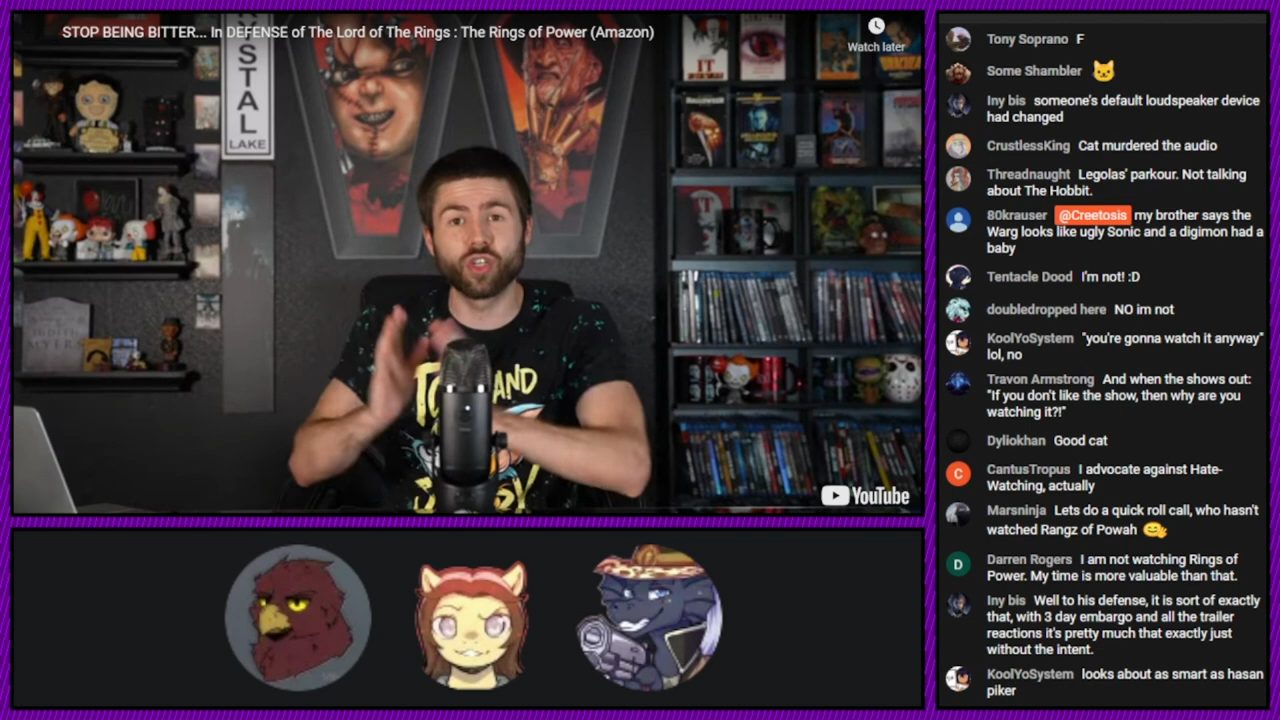 STOP BEING BITTER... In DEFENSE of The Lord of The Rings : The Rings of Power (Amazon)
Watch later
STAL
LAKE
IT
HALLOWEEN
YouTube
Tony Soprano F
Some Shambler
Iny bis someone's default loudspeaker device
had changed
CrustlessKing Cat murdered the audio
Threadnaught Legolas' parkour. Not talking
about The Hobbit.
80krauser @Creetosis my brother says the
Warg looks like ugly Sonic and a digimon had a
baby
Tentacle Dood I'm not! :D
doubledropped here NO im not
KoolYoSystem "you're gonna watch it anyway"
lol, no
Travon Armstrong And when the shows out:
"If you don't like the show, then why are you
watching it?!"
Dyliokhan Good cat
C
CantusTropus I advocate against Hate-
Watching, actually
Marsninja Lets do a quick roll call, who hasn't
watched Rangz of Powah
D
Darren Rogers I am not watching Rings of
Power. My time is more valuable than that.
Iny bis Well to his defense, it is sort of exactly
that, with 3 day embargo and all the trailer
reactions it's pretty much that exactly just
without the intent.
KoolYoSystem looks about as smart as hasan
piker